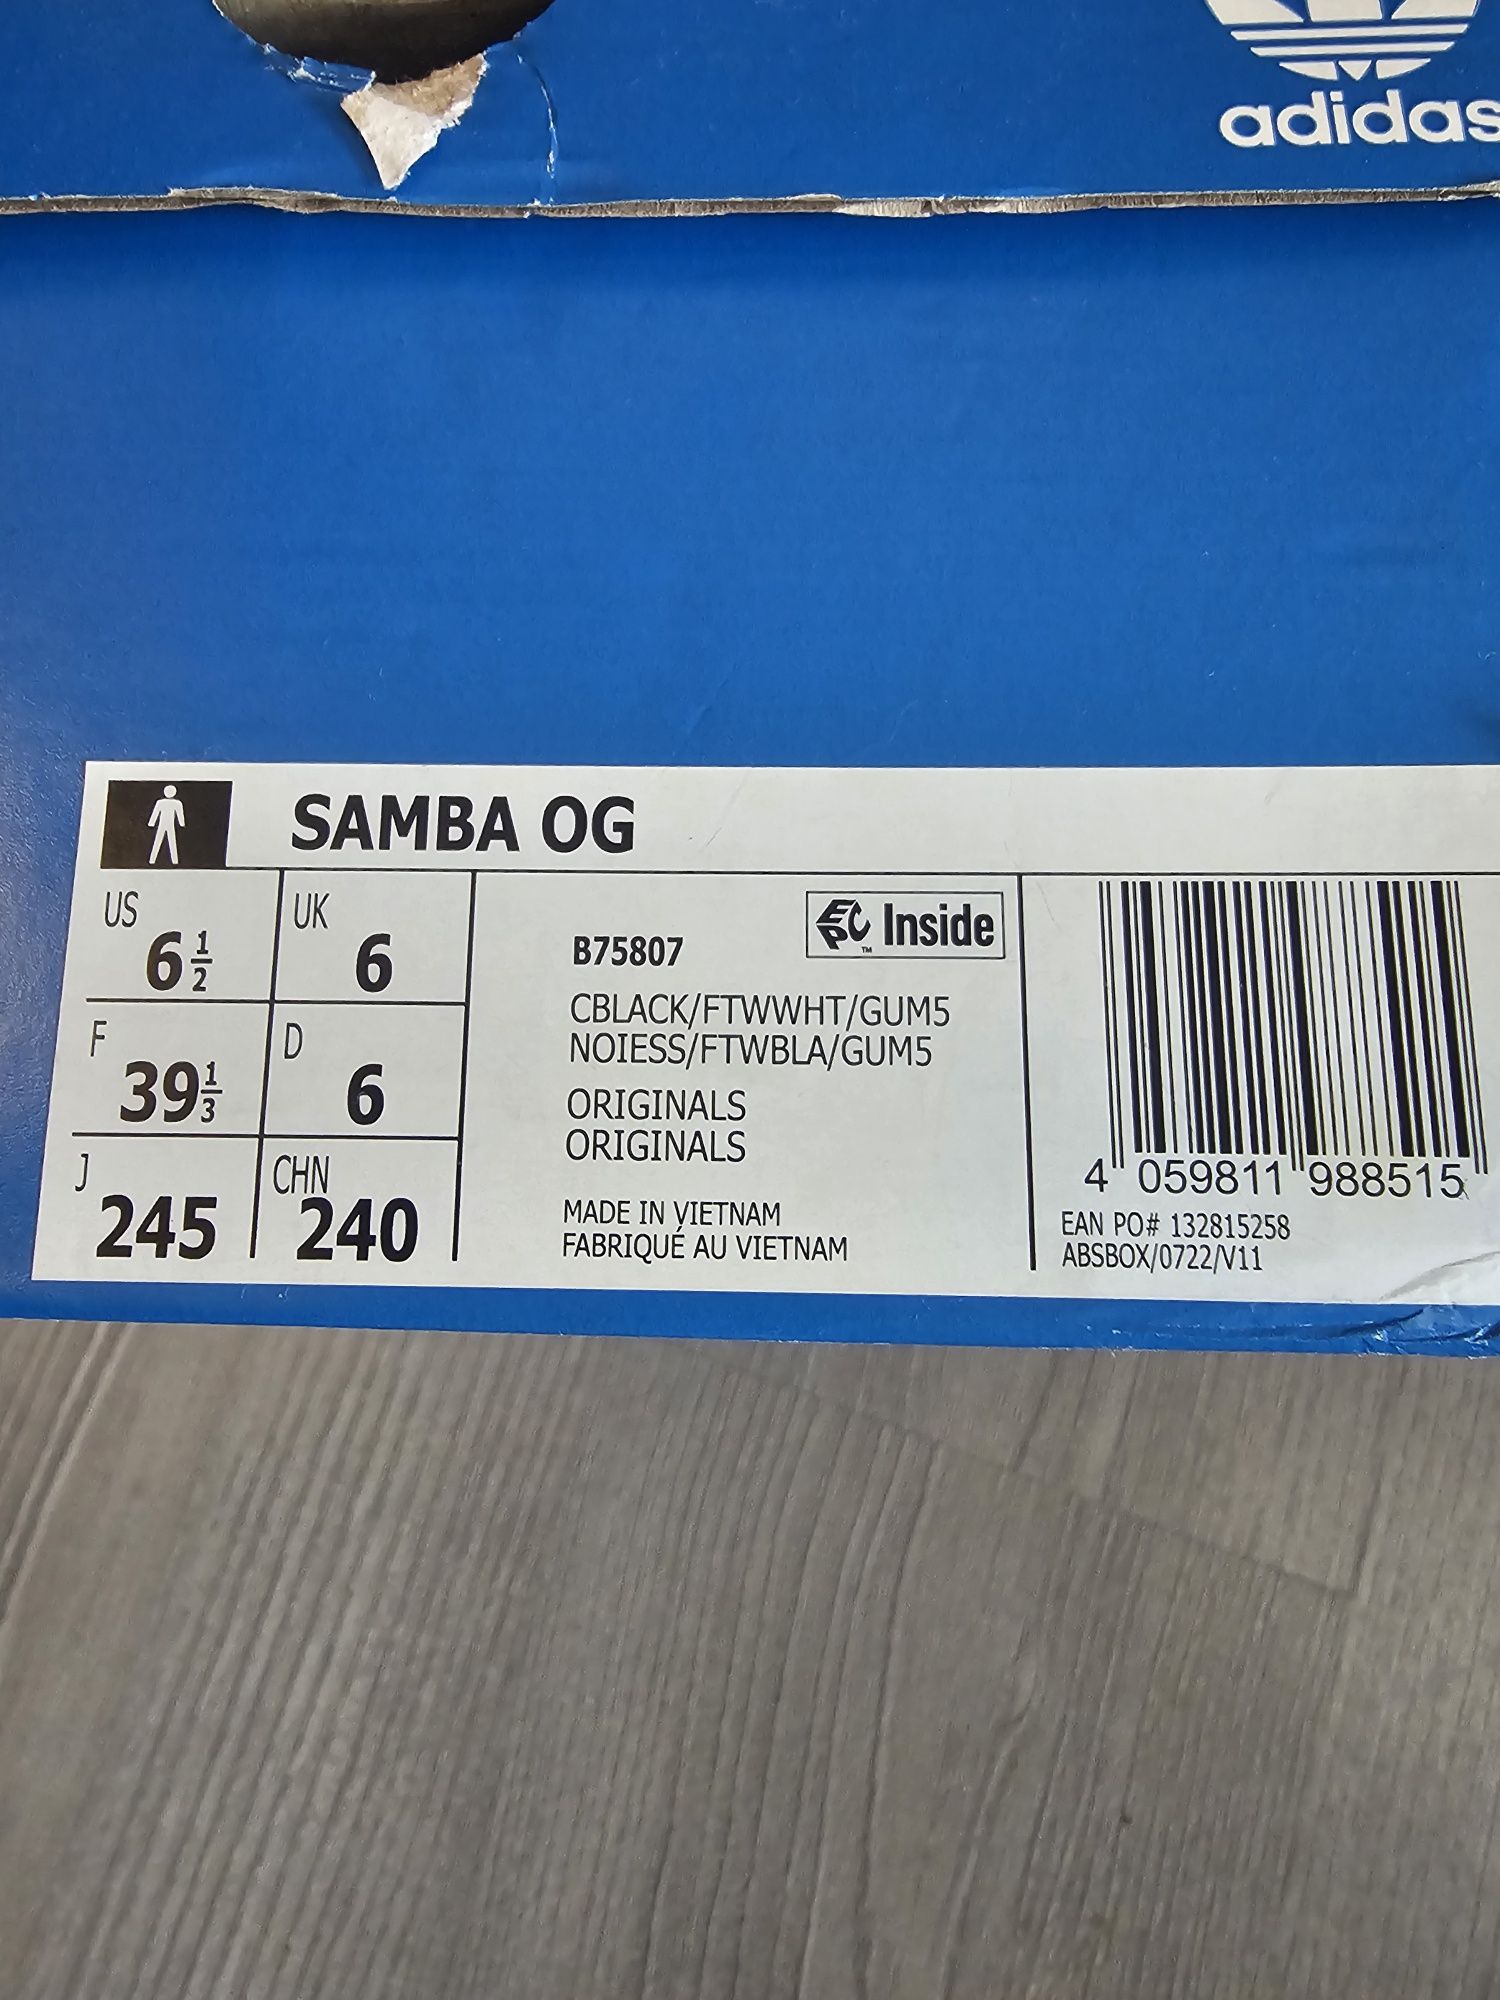 adidas
SAMBA OG
US
6 1/2
UK
6
F
39 1/3
D
6
J
245
CHN
240
B75807
EPC Inside
™
CBLACK/FTWWHT/GUM5
NOIESS/FTWBLA/GUM5
ORIGINALS
ORIGINALS
MADE IN VIETNAM
FABRIQUÉ AU VIETNAM
4 059811 988515
EAN PO# 132815258
ABSBOX/0722/V11